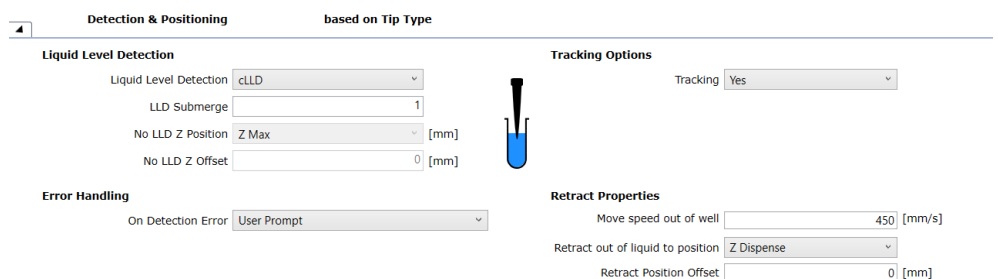 Detection & Positioning based on Tip Type
Liquid Level Detection
Liquid Level Detection cLLD
LLD Submerge 1
No LLD Z Position Z Max [mm]
No LLD Z Offset 0 [mm]
Error Handling
On Detection Error User Prompt
Tracking Options
Tracking Yes
Retract Properties
Move speed out of well 450 [mm/s]
Retract out of liquid to position Z Dispense
Retract Position Offset 0 [mm]